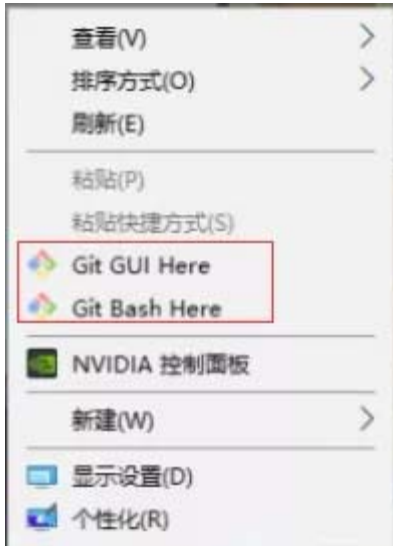 查看(V)
排序方式(O)
刷新(E)
粘贴(P)
粘贴快捷方式(S)
Git GUI Here
Git Bash Here
NVIDIA 控制面板
新建(W)
显示设置(D)
个性化(R)